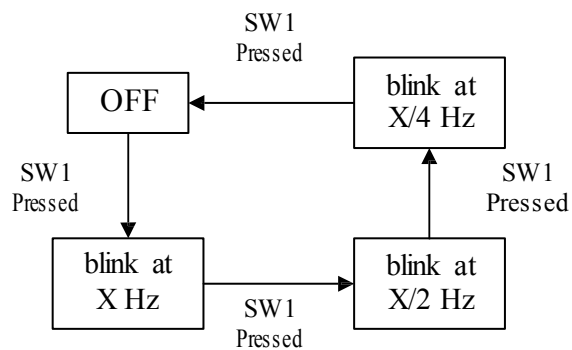 SW1
Pressed
OFF
blink at
X/4 Hz
SW1
Pressed
SW1
Pressed
blink at
X Hz
SW1
Pressed
blink at
X/2 Hz